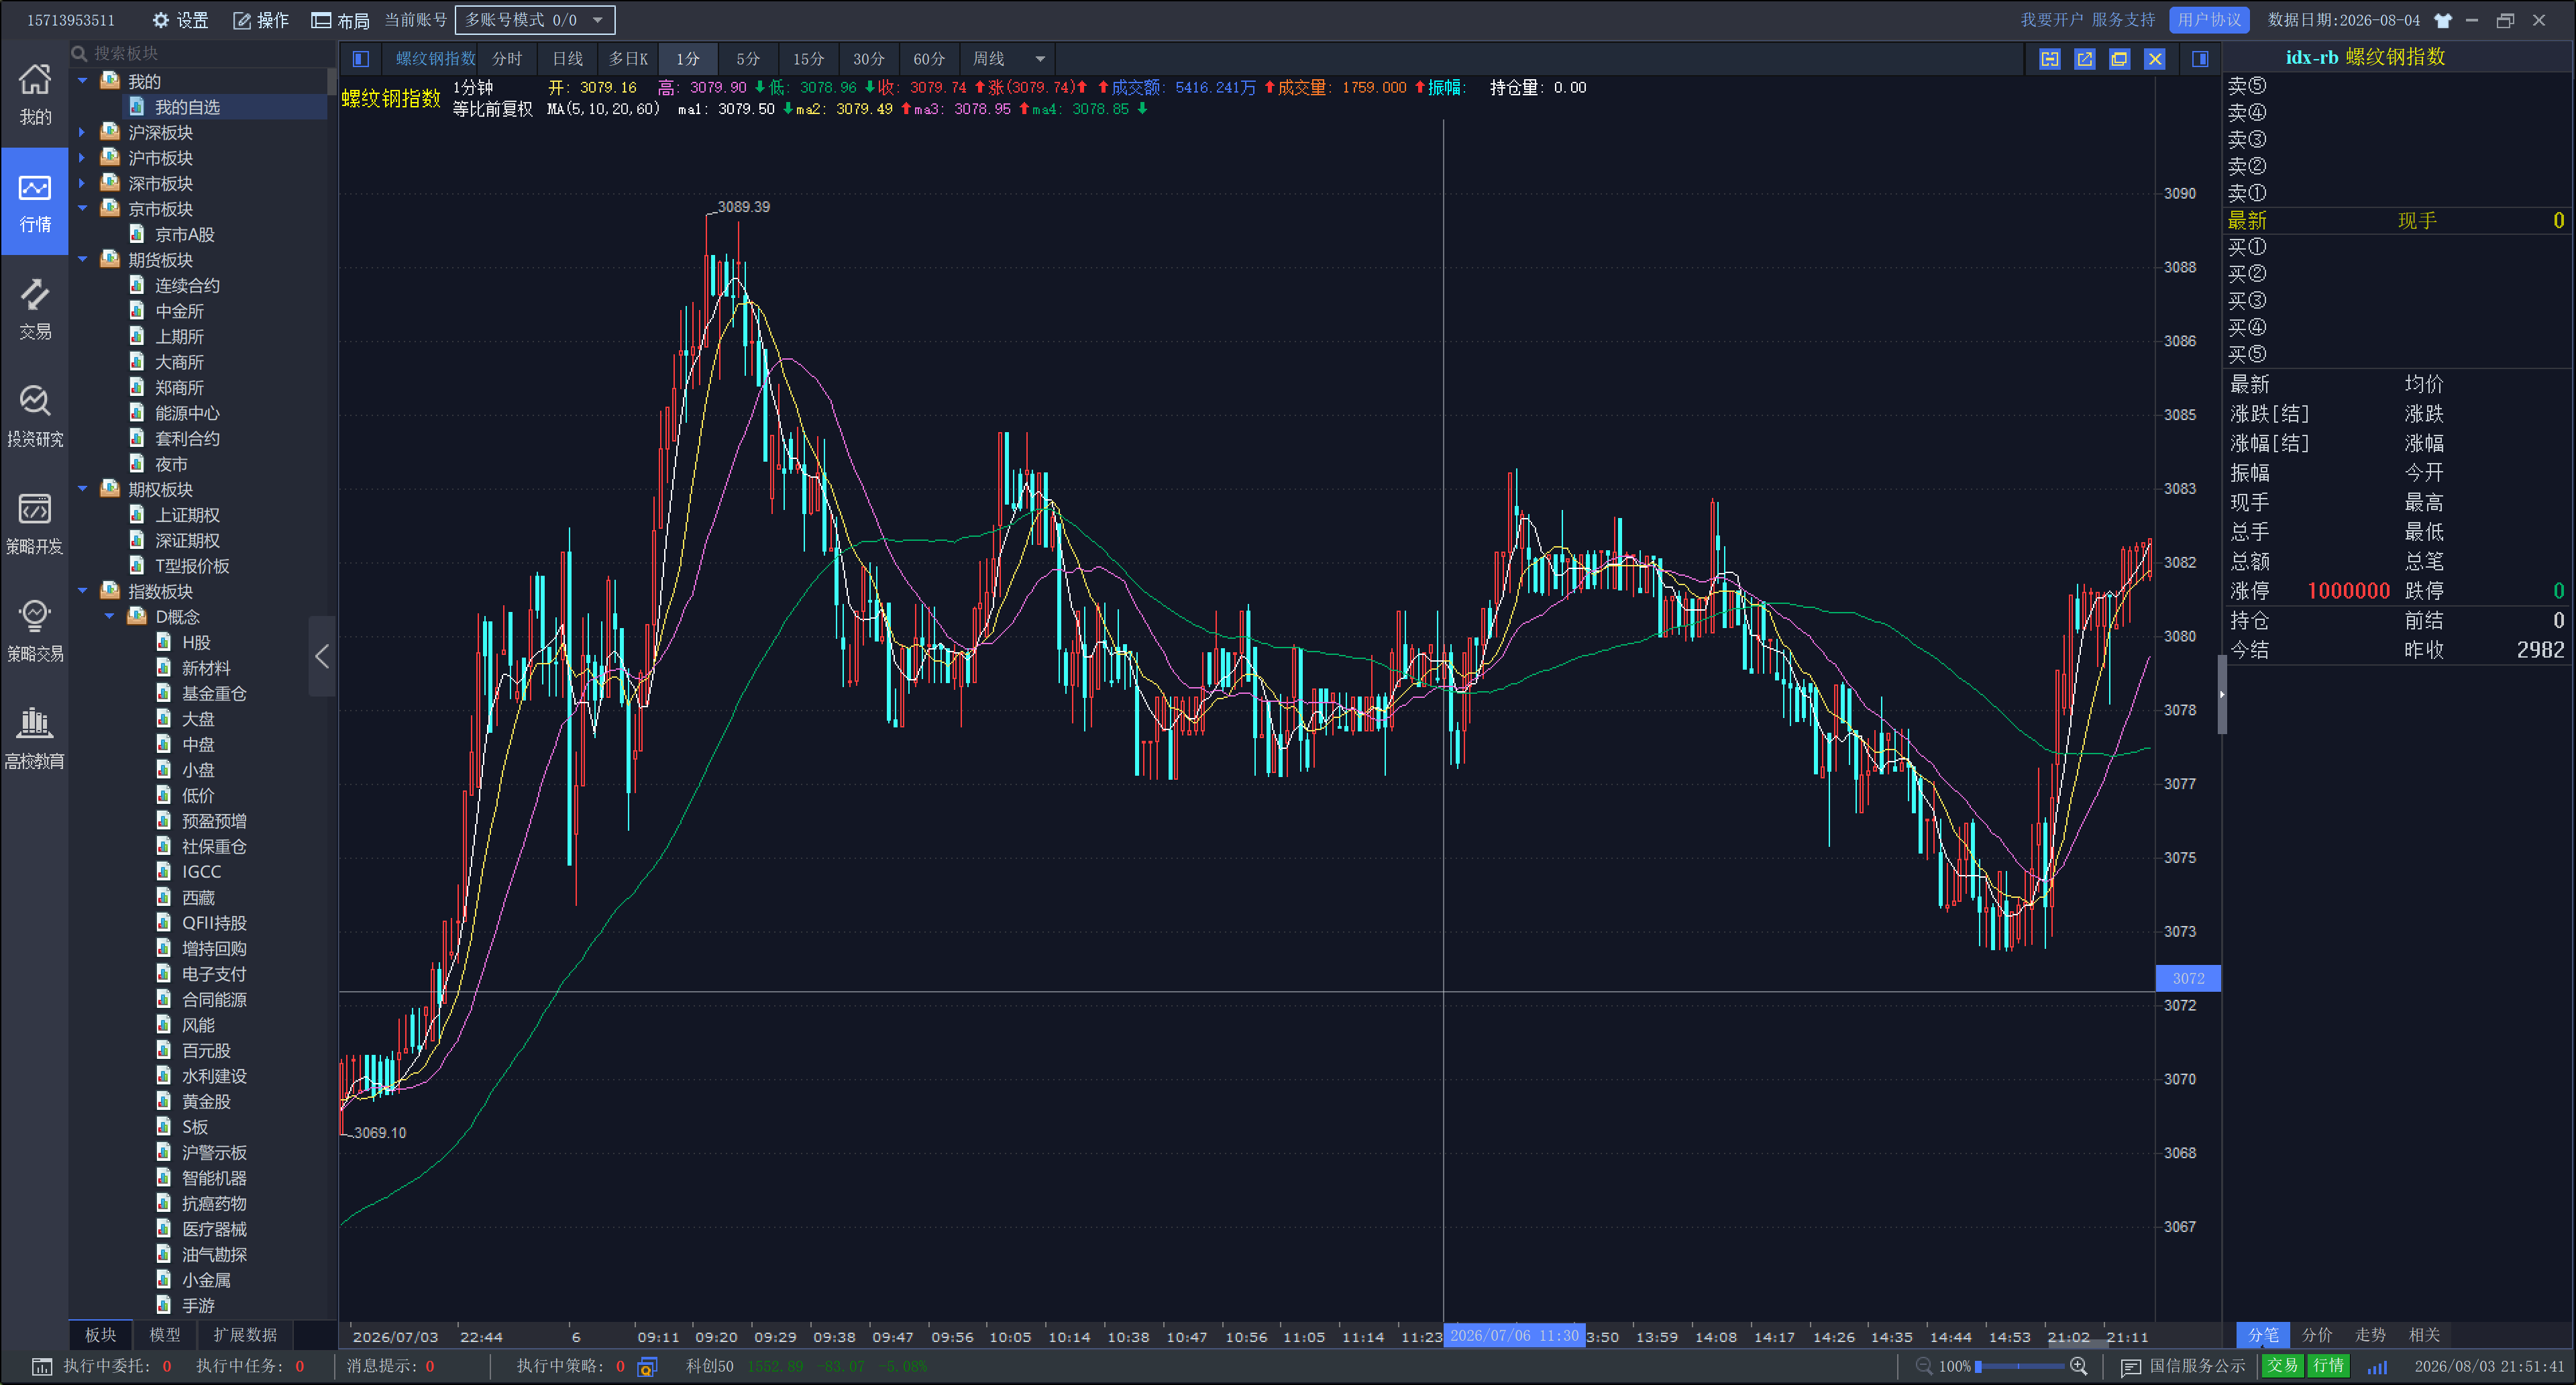 15713953511 设置 操作 布局 当前账号 多账号模式 0/0 我要开户 服务支持 用户协议 数据日期:2026-08-04
搜索板块
我的
行情
交易
投资研究
策略开发
策略交易
高校教育
我的
我的自选
沪深板块
沪市板块
深市板块
京市板块
京市A股
期货板块
连续合约
中金所
上期所
大商所
郑商所
能源中心
套利合约
夜市
期权板块
上证期权
深证期权
T型报价板
指数板块
D概念
H股
新材料
基金重仓
大盘
中盘
小盘
低价
预盈预增
社保重仓
IGCC
西藏
QFII持股
增持回购
电子支付
合同能源
风能
百元股
水利建设
黄金股
S板
沪警示板
智能机器
抗癌药物
医疗器械
油气勘探
小金属
手游
板块 模型 扩展数据
螺纹钢指数 分时 日线 多日K 1分 5分 15分 30分 60分 周线
螺纹钢指数
1分钟 开: 3079.16 高: 3079.90 ↓低: 3078.96 ↓收: 3079.74 ↑涨(3079.74)↑ ↑成交额: 5416.241万 ↑成交量: 1759.000 ↑振幅: 持仓量: 0.00
等比前复权 MA(5,10,20,60) ma1: 3079.50 ↓ma2: 3079.49 ↑ma3: 3078.95 ↑ma4: 3078.85 ↓
3089.39
3069.10
3090
3088
3086
3085
3083
3082
3080
3078
3077
3075
3073
3072
3072
3070
3068
3067
2026/07/03 22:44 6 09:11 09:20 09:29 09:38 09:47 09:56 10:05 10:14 10:38 10:47 10:56 11:05 11:14 11:23 2026/07/06 11:30 3:50 13:59 14:08 14:17 14:26 14:35 14:44 14:53 21:02 21:11
idx-rb 螺纹钢指数
卖⑤
卖④
卖③
卖②
卖①
最新 现手 0
买①
买②
买③
买④
买⑤
最新 均价
涨跌[结] 涨跌
涨幅[结] 涨幅
振幅 今开
现手 最高
总手 最低
总额 总笔
涨停 1000000 跌停 0
持仓 前结 0
今结 昨收 2982
分笔 分价 走势 相关
执行中委托: 0 执行中任务: 0 消息提示: 0 执行中策略: 0 科创50 1552.89 -83.07 -5.08% 100% 国信服务公示 交易 行情 2026/08/03 21:51:41